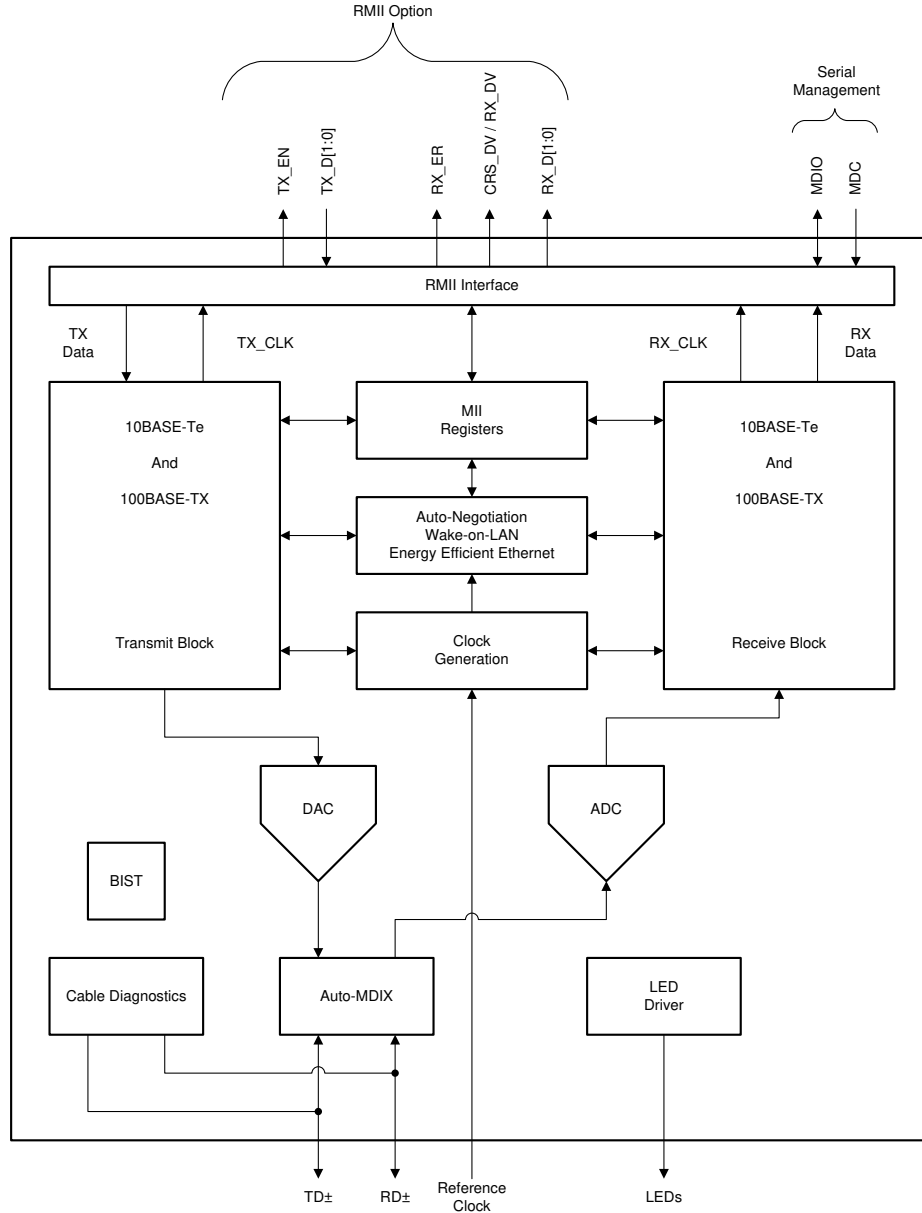 RMII Option
Serial
Management
TX_EN
TX_D[1:0]
RX_ER
CRS_DV / RX_DV
RX_D[1:0]
MDIO
MDC
RMII Interface
TX
Data
TX_CLK
RX_CLK
RX
Data
10BASE-Te
And
100BASE-TX
Transmit Block
MII
Registers
Auto-Negotiation
Wake-on-LAN
Energy Efficient Ethernet
Clock
Generation
10BASE-Te
And
100BASE-TX
Receive Block
DAC
ADC
BIST
Cable Diagnostics
Auto-MDIX
LED
Driver
TD±
RD±
Reference
Clock
LEDs